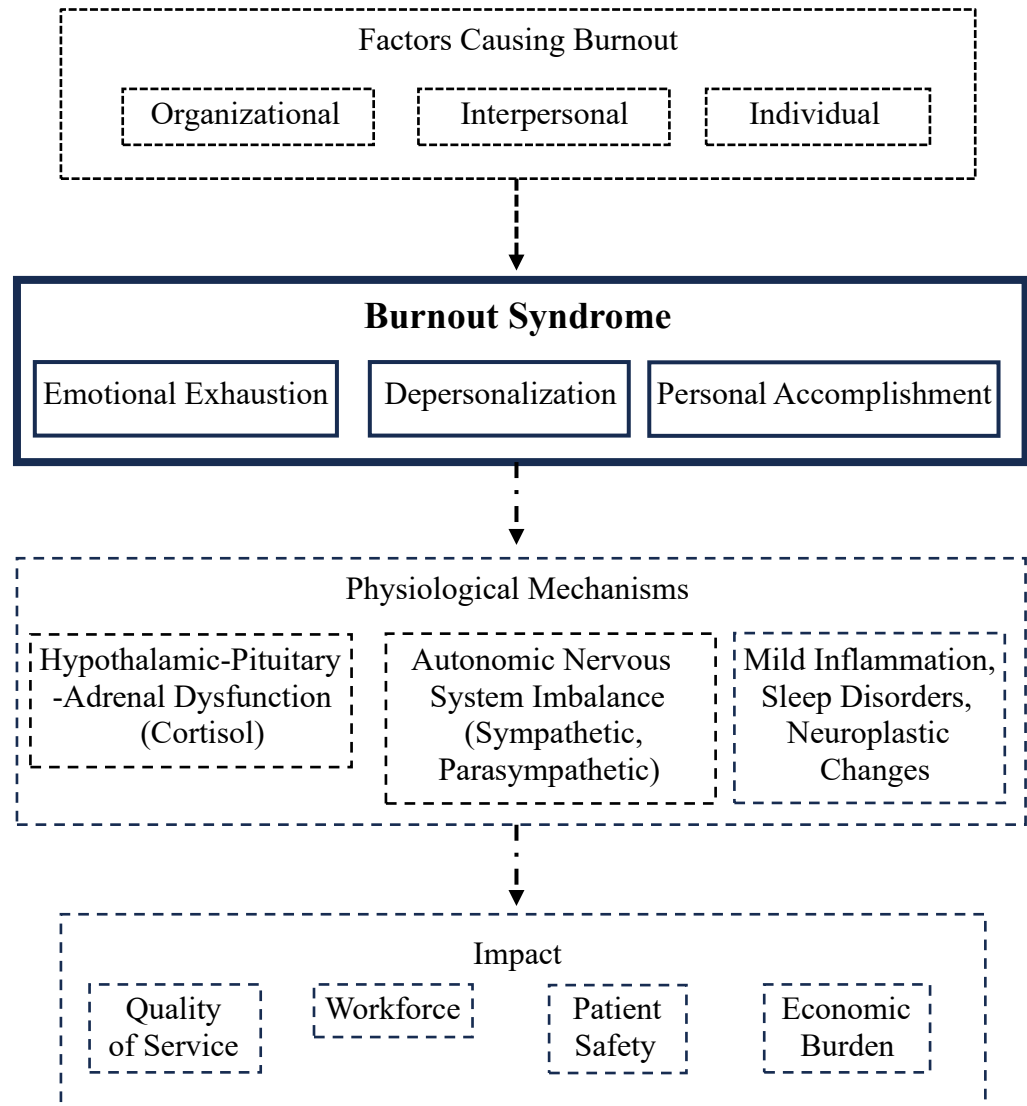 Factors Causing Burnout
Organizational
Interpersonal
Individual
Burnout Syndrome
Emotional Exhaustion
Depersonalization
Personal Accomplishment
Physiological Mechanisms
Hypothalamic-Pituitary
-Adrenal Dysfunction
(Cortisol)
Autonomic Nervous
System Imbalance
(Sympathetic,
Parasympathetic)
Mild Inflammation,
Sleep Disorders,
Neuroplastic
Changes
Impact
Quality
of Service
Workforce
Patient
Safety
Economic
Burden